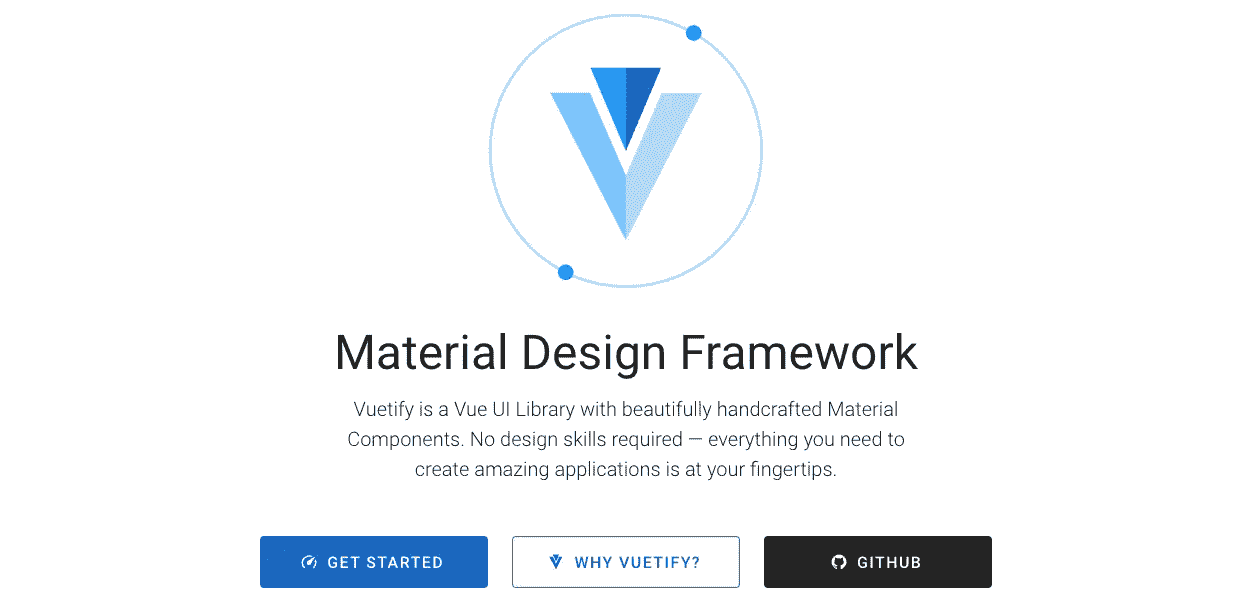 Material Design Framework
Vuetify is a Vue UI Library with beautifully handcrafted Material
Components. No design skills required — everything you need to
create amazing applications is at your fingertips.
GET STARTED
WHY VUETIFY?
GITHUB